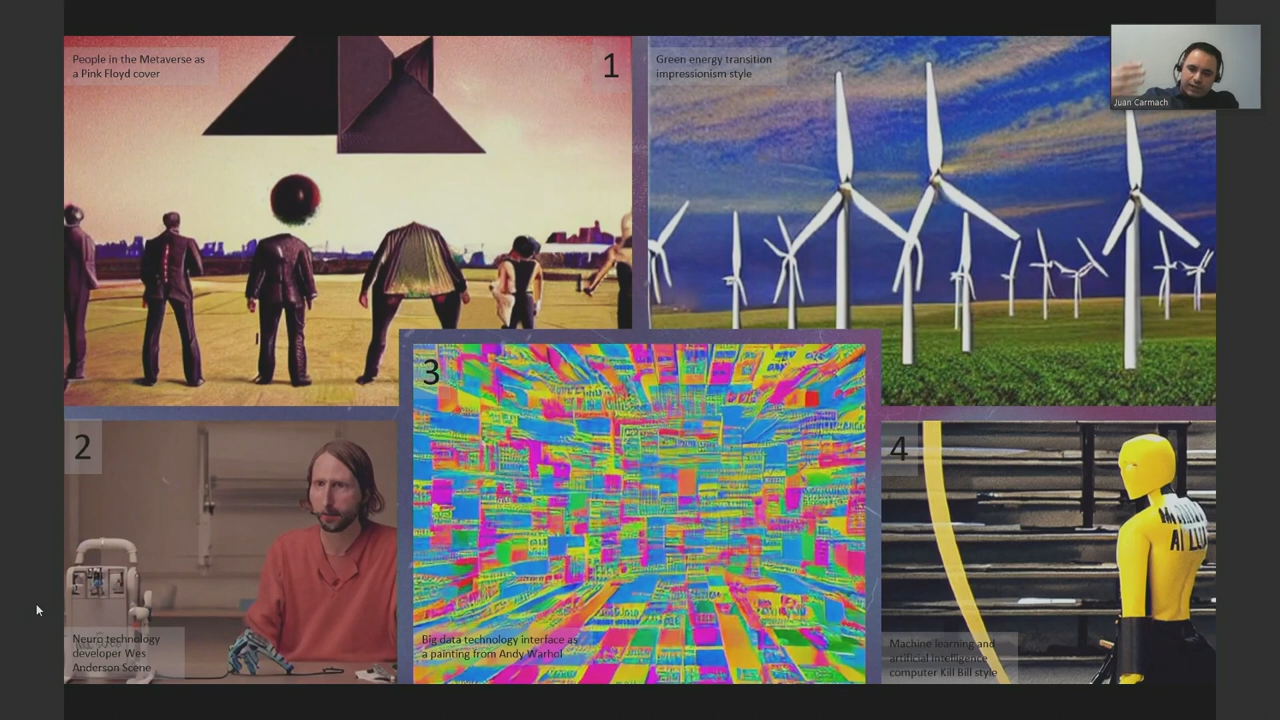 People in the Metaverse as
a Pink Floyd cover
1
Green energy transition
impressionism style
Juan Carmach
2
Neuro technology
developer Wes
Anderson Scene
3
Big data technology interface as
a painting from Andy Warhol
4
Machine learning and
artificial intelligence
computer Kill Bill style